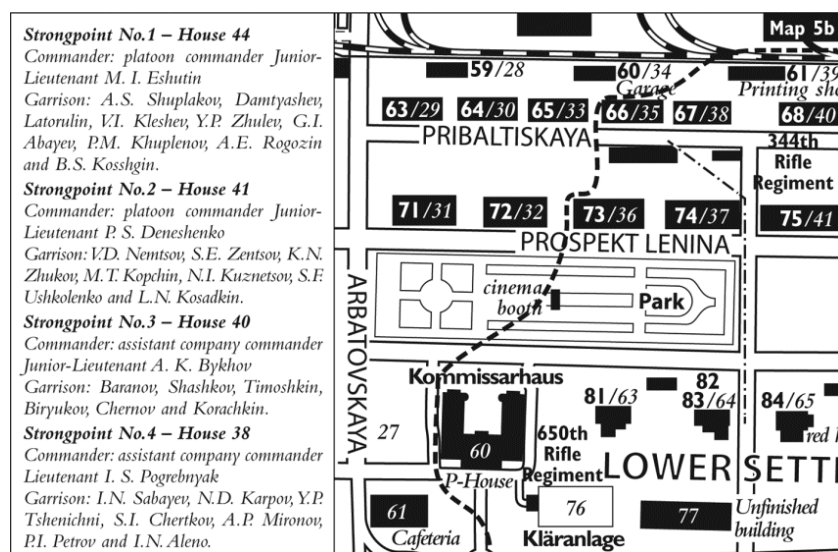 Strongpoint No.1 – House 44
Commander: platoon commander Junior-
Lieutenant M. I. Eshutin
Garrison: A.S. Shuplakov, Damtyashev,
Latorulin, V.I. Kleshev, Y.P. Zhulev, G.I.
Abayev, P.M. Khuplenov, A.E. Rogozin
and B.S. Kosshgin.
Strongpoint No.2 – House 41
Commander: platoon commander Junior-
Lieutenant P. S. Deneshenko
Garrison: V.D. Nemtsov, S.E. Zentsov, K.N.
Zhukov, M.T. Kopchin, N.I. Kuznetsov, S.F.
Ushkolenko and L.N. Kosadkin.
Strongpoint No.3 – House 40
Commander: assistant company commander
Junior-Lieutenant A. K. Bykhov
Garrison: Baranov, Shashkov, Timoshkin,
Biryukov, Chernov and Korachkin.
Strongpoint No.4 – House 38
Commander: assistant company commander
Lieutenant I. S. Pogrebnyak
Garrison: I.N. Sabayev, N.D. Karpov, Y.P.
Tshenichni, S.I. Chertkov, A.P. Mironov,
P.I. Petrov and I.N. Aleno.
Map 5b
59/28
60/34
61/39
Garage
Printing sho
63/29
64/30
65/33
66/35
67/38
68/40
PRIBALTISKAYA
344th
Rifle
Regiment
71/31
72/32
73/36
74/37
75/41
PROSPEKT LENINA
ARBATOVSKAYA
cinema
booth
Park
Kommissarhaus
81/63
82
83/64
84/65
27
60
P-House
650th
Rifle
Regiment
red
LOWER SETTL
61
Cafeteria
76
Kläranlage
77
Unfinished
building